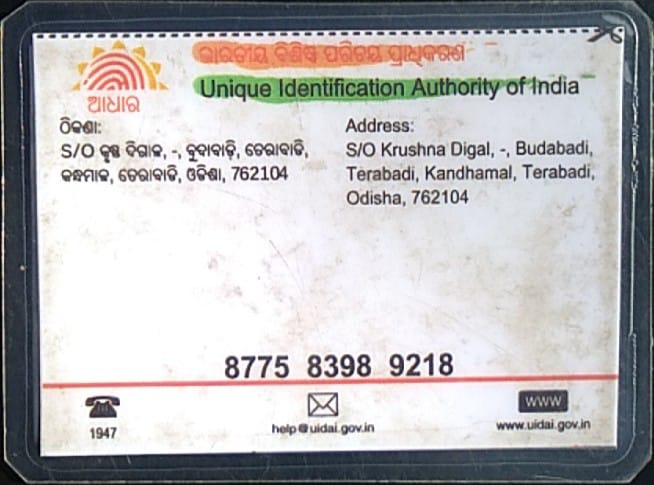 ଭାରତୀୟ ବିଶିଷ୍ଟ ପରିଚୟ ପ୍ରାଧିକରଣ
Unique Identification Authority of India
ଆଧାର
ଠିକଣା:
S/O କୃଷ୍ଣ ଦିଗାଳ, -, ବୁଦାବାଡ଼ି, ତେରାବାଡି,
କନ୍ଧମାଳ, ତେରାବାଡି, ଓଡିଶା, 762104
Address:
S/O Krushna Digal, -, Budabadi,
Terabadi, Kandhamal, Terabadi,
Odisha, 762104
8775 8398 9218
1947
help@uidai.gov.in
WWW
www.uidai.gov.in